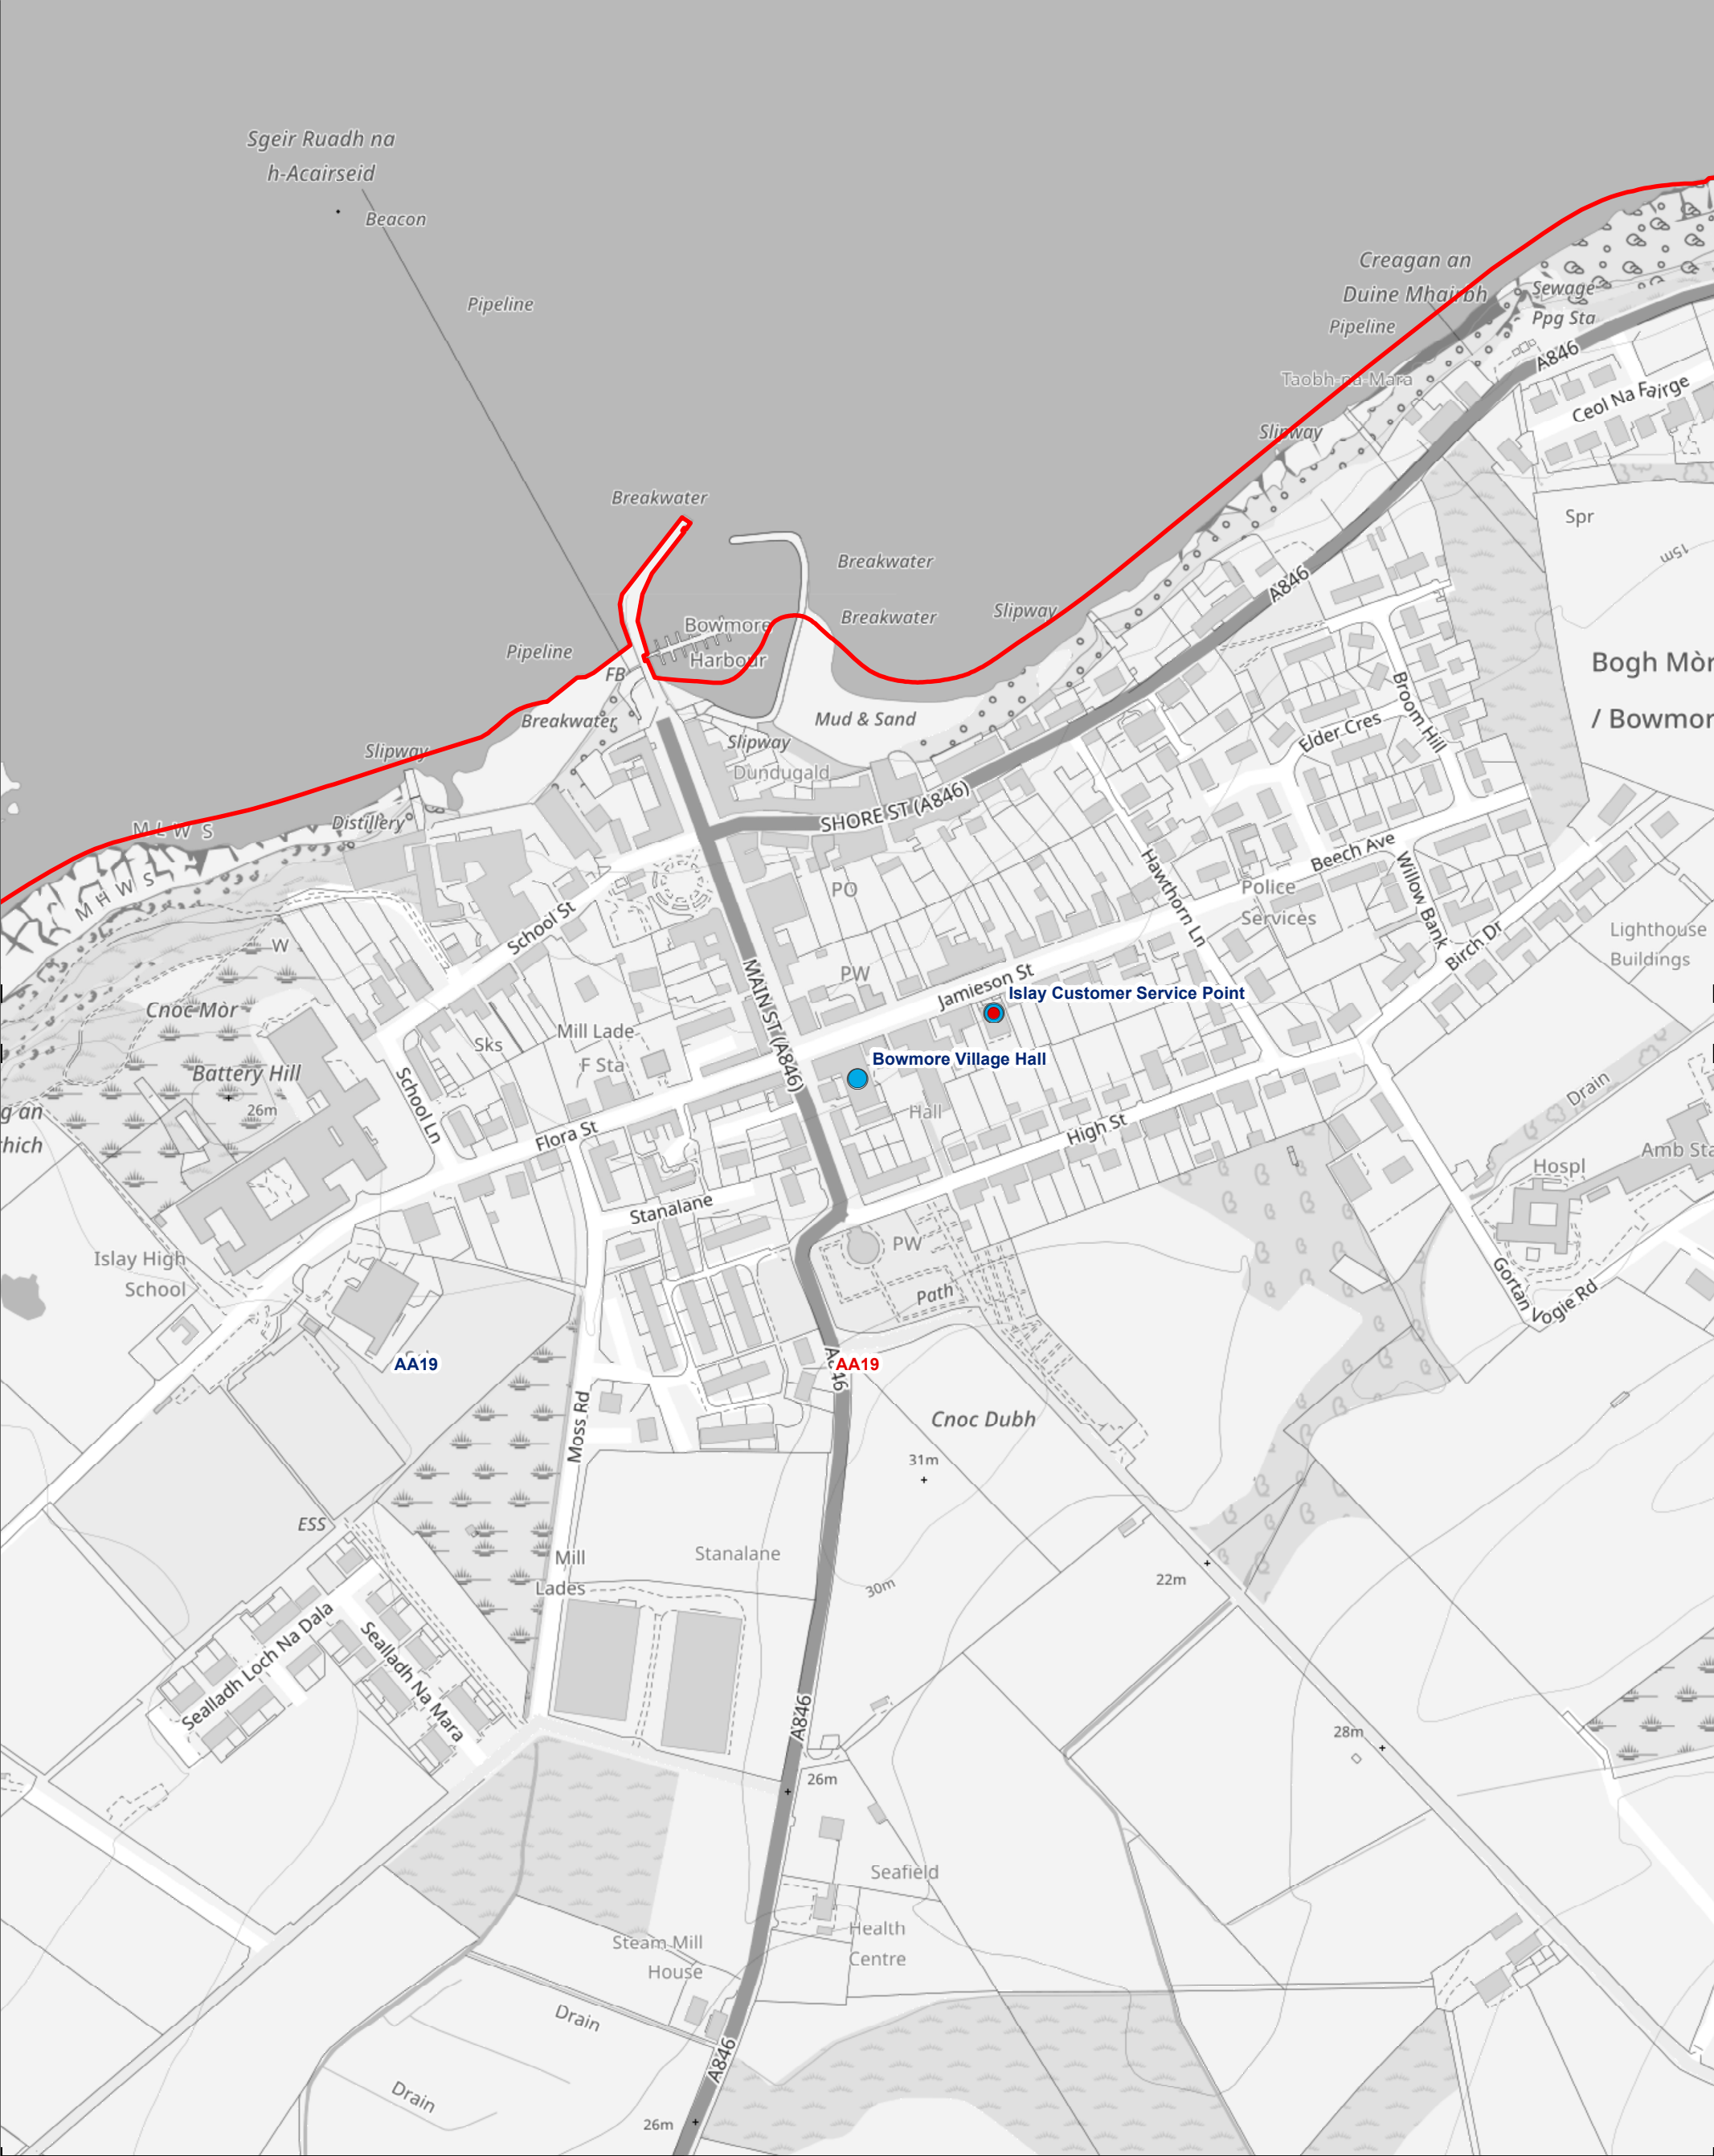 Sgeir Ruadh na
h-Acairseid
Beacon
Pipeline
Creagan an
Duine Mhairbh
Pipeline
Sewage
Ppg Sta
A846
Taobh-na-Mara
Ceol Na Fairge
Slipway
Breakwater
Spr
15m
Breakwater
A846
Breakwater
Slipway
Bowmore
Harbour
Pipeline
FB
Bogh Mòr
/ Bowmor
Broom Hill
Elder Cres
Breakwater
Mud & Sand
Slipway
Slipway
Dundugald
SHORE ST (A846)
Distillery
M L W S
M H W S
PO
Hawthorn Ln
Beech Ave
Willow Bank
Police
Services
School St
Birch Dr
Lighthouse
Buildings
W
PW
MAIN ST (A846)
Jamieson St
Islay Customer Service Point
Cnoc Mòr
Sks
Mill Lade
F Sta
Bowmore Village Hall
Battery Hill
26m
School Ln
Hall
Drain
g an
hich
Flora St
High St
Amb Sta
Hospl
Stanalane
PW
Islay High
School
Path
Gortan Vogie Rd
AA19
AA19
A846
Moss Rd
Cnoc Dubh
31m
ESS
Mill
Lades
Stanalane
30m
22m
Sealladh Loch Na Dala
Sealladh Na Mara
A846
28m
26m
Seafield
Steam Mill
House
Health
Centre
Drain
A846
Drain
26m